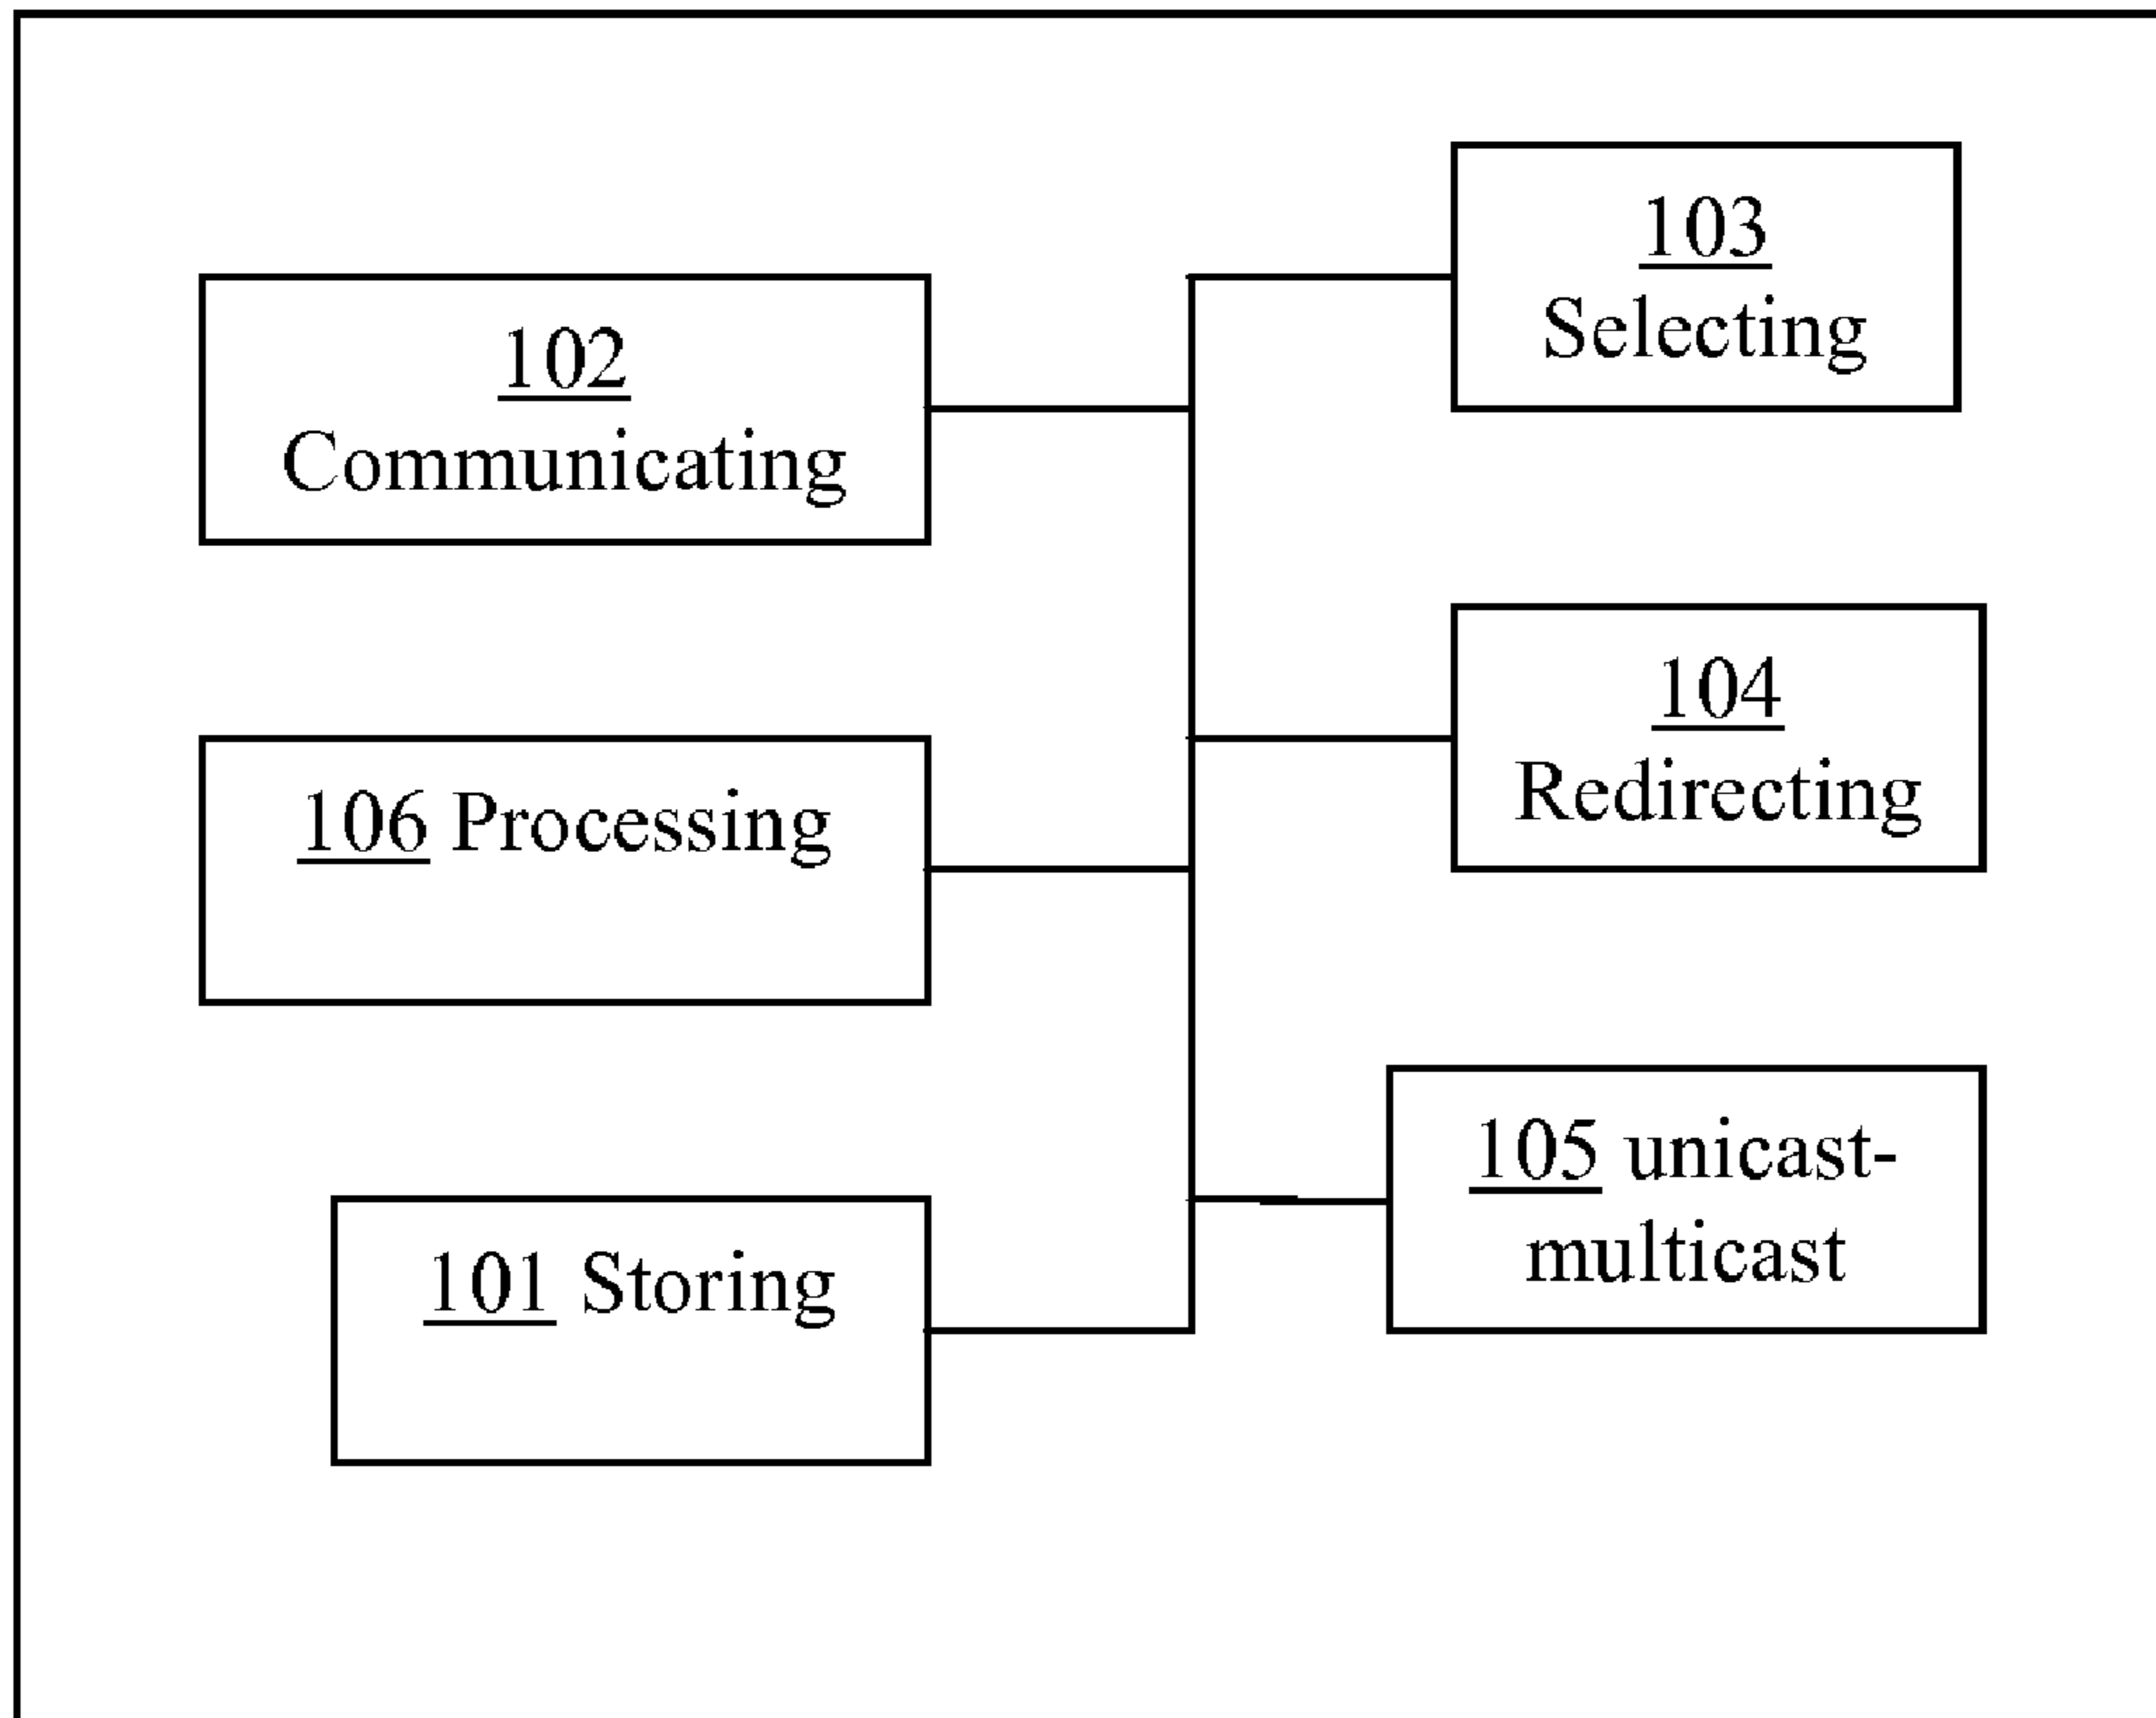 102
Communicating
106 Processing
101 Storing
103
Selecting
104
Redirecting
105 unicast-
multicast